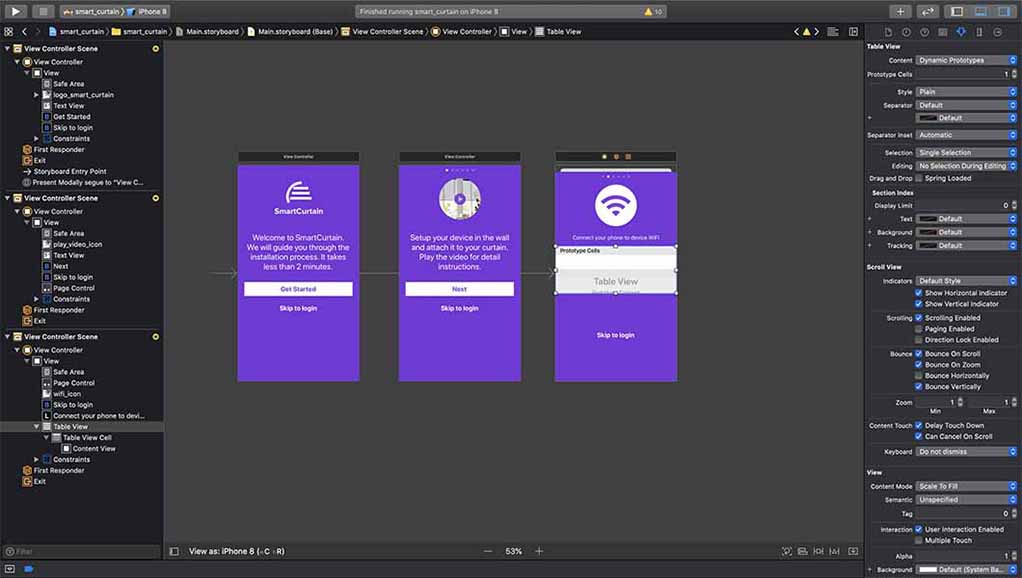 smart_curtain
iPhone 8
Finished running smart_curtain on iPhone 8
10
smart_curtain
smart_curtain
Main.storyboard
Main.storyboard (Base)
View Controller Scene
View Controller
View
Table View
View Controller Scene
View Controller
View
Safe Area
logo_smart_curtain
Text View
Get Started
Skip to login
Constraints
First Responder
Exit
Storyboard Entry Point
Present Modally segue to "View C...
View Controller Scene
View Controller
View
Safe Area
play_video_icon
Text View
Next
Skip to login
Page Control
Constraints
First Responder
Exit
View Controller Scene
View Controller
View
Safe Area
Page Control
wifi_icon
Skip to login
L Connect your phone to devi...
Table View
Table View Cell
Content View
Constraints
First Responder
Exit
Filter
View Controller
SmartCurtain
Welcome to SmartCurtain.
We will guide you through the
installation process. It takes
less than 2 minutes.
Get Started
Skip to login
View Controller
Setup your device in the wall
and attach it to your curtain.
Play the video for detail
instructions.
Next
Skip to login
Connect your phone to device WiFi
Prototype Cells
Table View
Skip to login
View as: iPhone 8 (wC hR)
53%
Table View
Content Dynamic Prototypes
Prototype Cells 1
Style Plain
Separator Default
Default
Separator Inset Automatic
Selection Single Selection
Editing No Selection During Editing
Drag and Drop Spring Loaded
Section Index
Display Limit 0
Text Default
Background Default
Tracking Default
Scroll View
Indicators Default Style
Show Horizontal Indicator
Show Vertical Indicator
Scrolling Scrolling Enabled
Paging Enabled
Direction Lock Enabled
Bounce Bounce On Scroll
Bounce On Zoom
Bounce Horizontally
Bounce Vertically
Zoom 1 1
Min Max
Content Touch Delay Touch Down
Can Cancel On Scroll
Keyboard Do not dismiss
View
Content Mode Scale To Fill
Semantic Unspecified
Tag 0
Interaction User Interaction Enabled
Multiple Touch
Alpha 1
Background Default (System Ba...